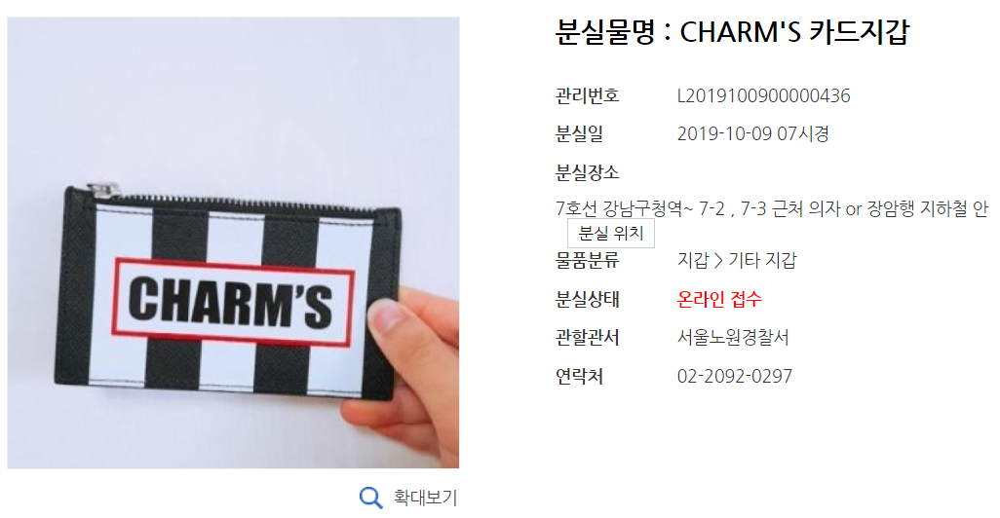 분실물명 : CHARM'S 카드지갑
관리번호 L2019100900000436
분실일 2019-10-09 07시경
분실장소
7호선 강남구청역~ 7-2 , 7-3 근처 의자 or 장암행 지하철 안
분실 위치
물품분류 지갑 > 기타 지갑
분실상태 온라인 접수
관할관서 서울노원경찰서
연락처 02-2092-0297
CHARM'S
확대보기